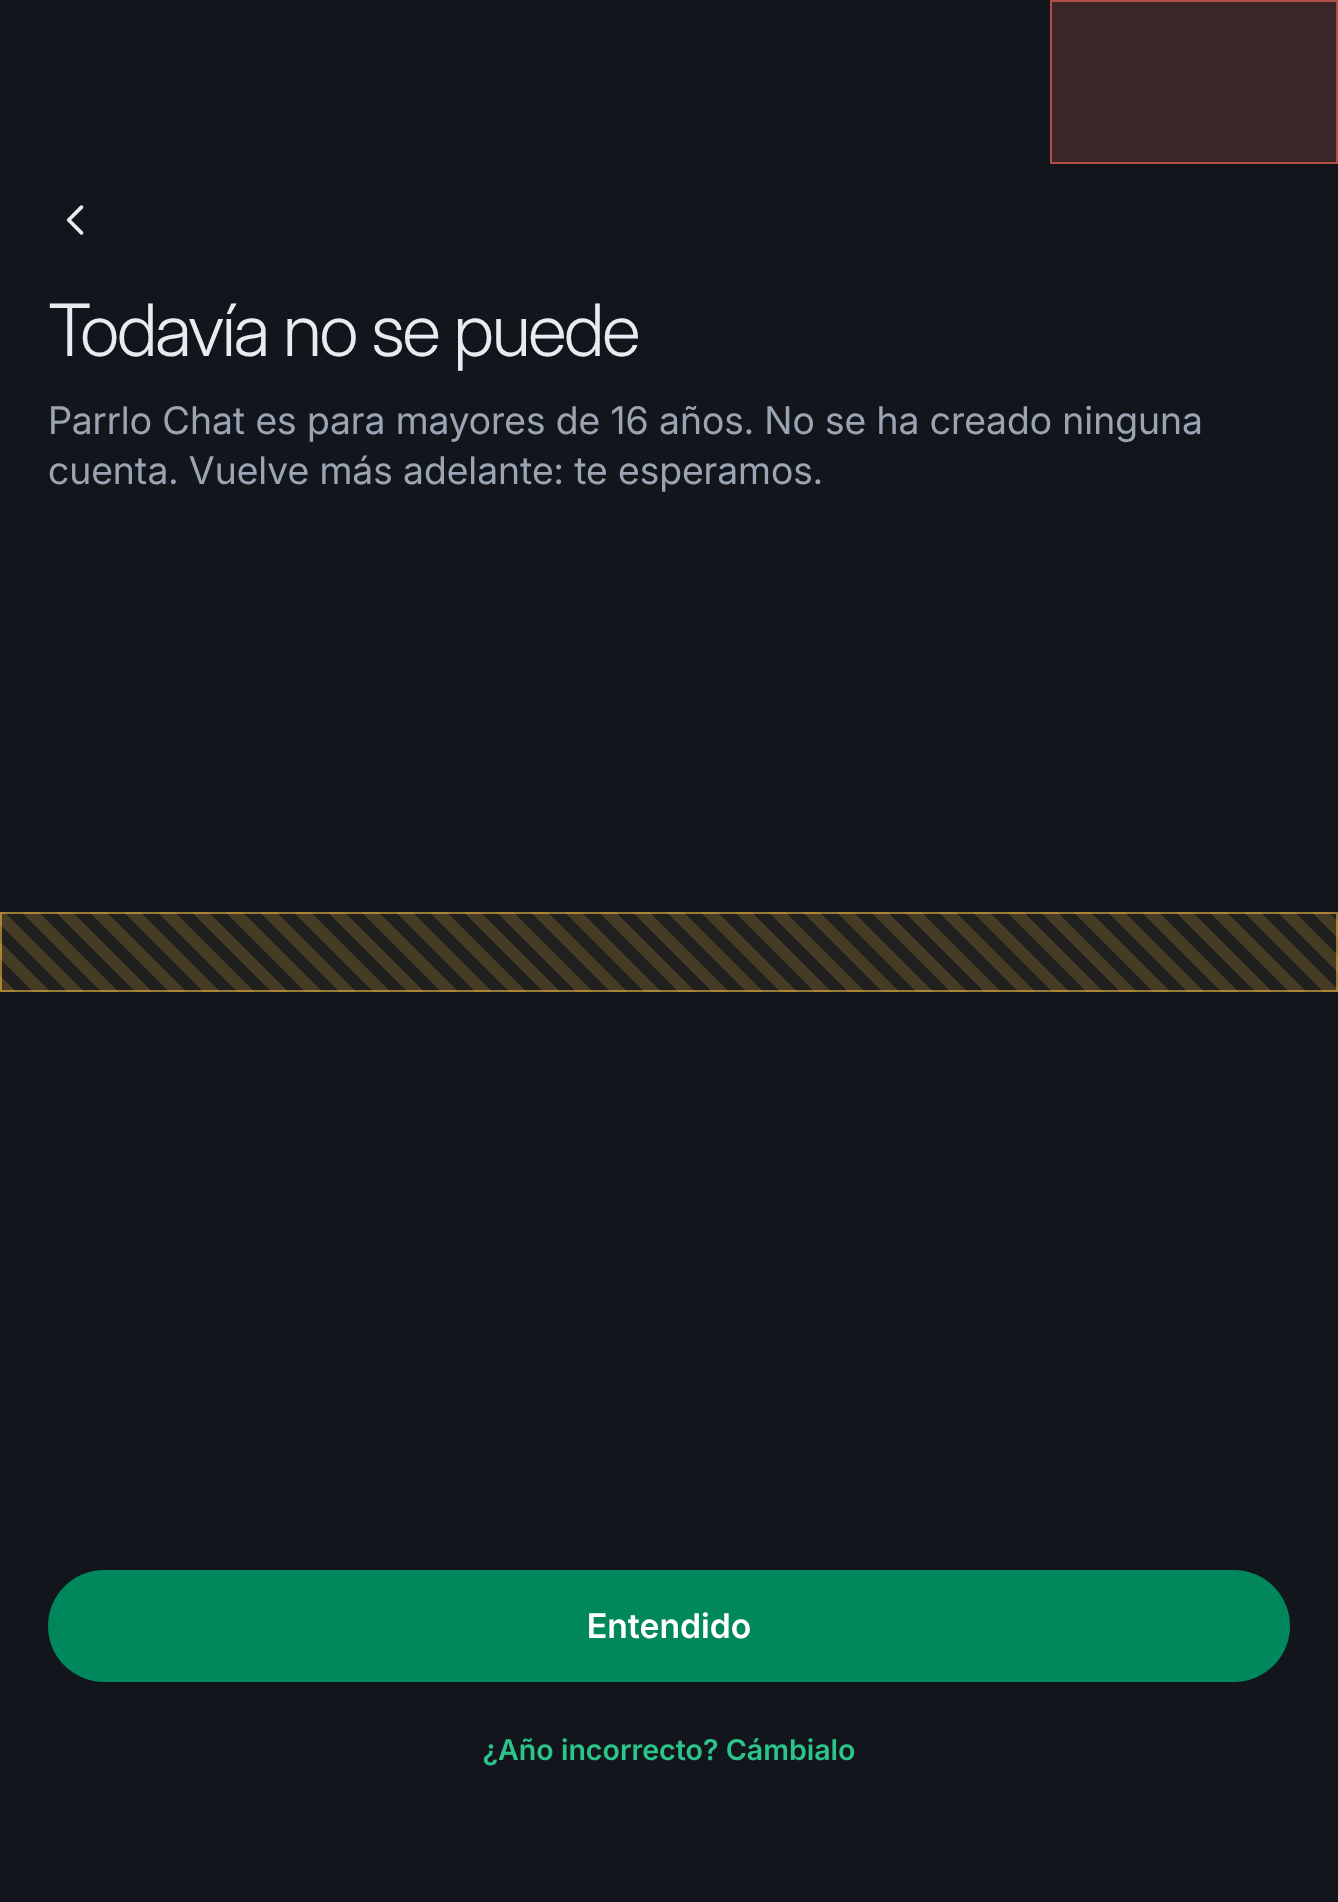 Todavía no se puede
Parrlo Chat es para mayores de 16 años. No se ha creado ninguna
cuenta. Vuelve más adelante: te esperamos.
Entendido
¿Año incorrecto? Cámbialo